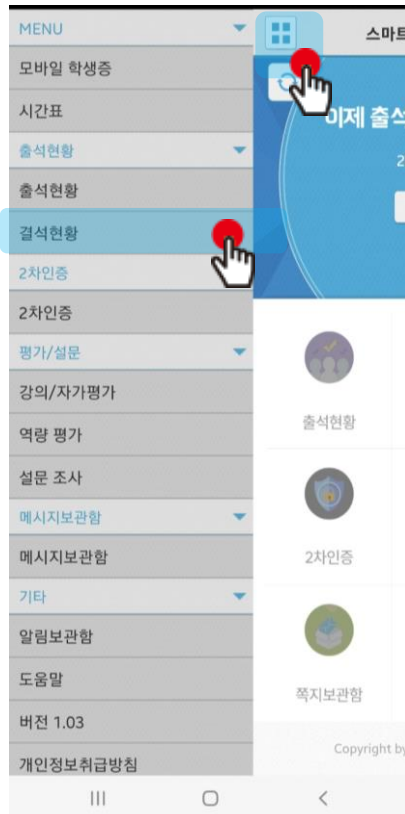 MENU
모바일 학생증
시간표
출석현황
출석현황
결석현황
2차인증
2차인증
평가/설문
강의/자가평가
역량 평가
설문 조사
메시지보관함
메시지보관함
기타
알림보관함
도움말
버전 1.03
개인정보취급방침
스마트
이제 출석
2
출석현황
2차인증
쪽지보관함
Copyright by